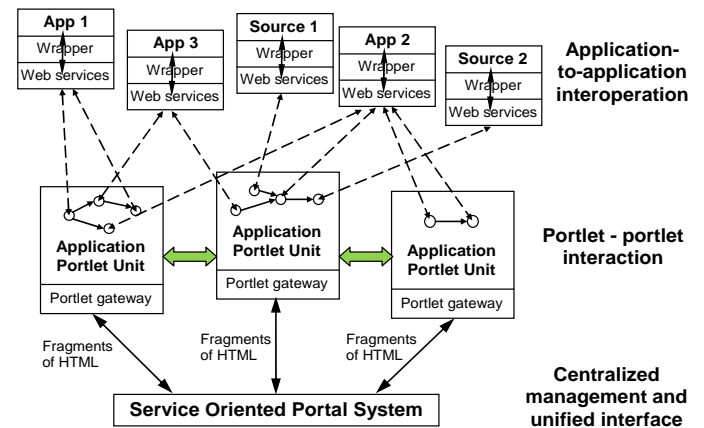 App 1
Wrapper
Web services
App 3
Wrapper
Web services
Source 1
Wrapper
Web services
App 2
Wrapper
Web services
Source 2
Wrapper
Web services
Application-
to-application
interoperation
Application
Portlet Unit
Portlet gateway
Application
Portlet Unit
Portlet gateway
Application
Portlet Unit
Portlet gateway
Portlet - portlet
interaction
Fragments
of HTML
Fragments
of HTML
Fragments
of HTML
Service Oriented Portal System
Centralized
management and
unified interface